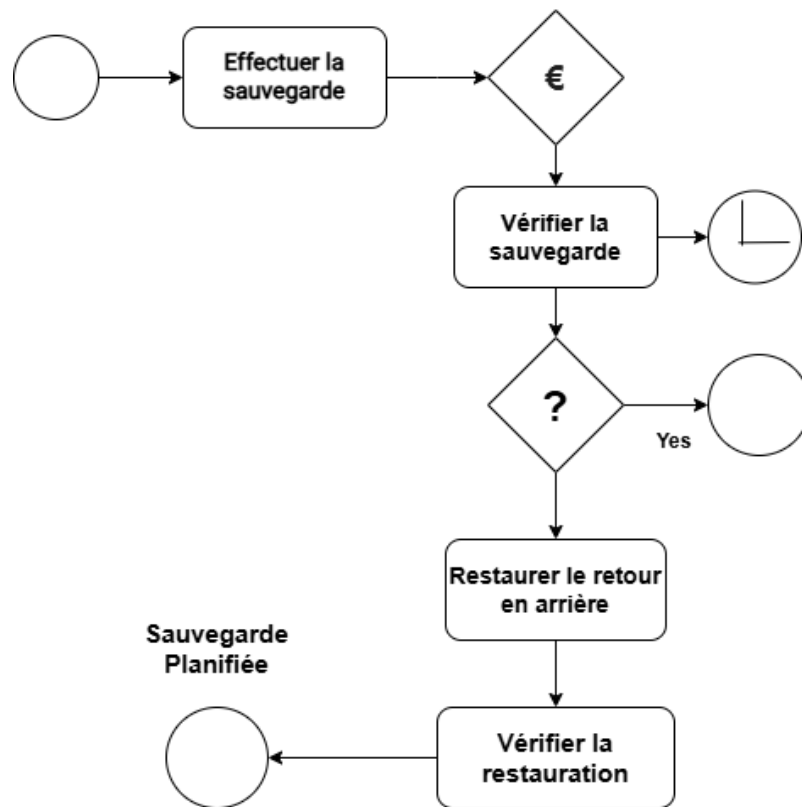 Effectuer la
sauvegarde
€
Vérifier la
sauvegarde
?
Yes
Restaurer le retour
en arrière
Sauvegarde
Planifiée
Vérifier la
restauration